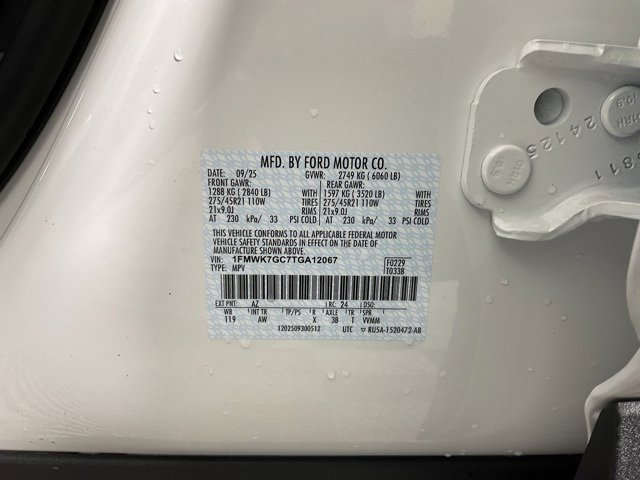 MFD. BY FORD MOTOR CO.
DATE: 09/25 GVWR: 2749 KG ( 6060 LB)
FRONT GAWR: REAR GAWR:
1288 KG ( 2840 LB) WITH 1597 KG ( 3520 LB) WITH
275/45R21 110W TIRES 275/45R21 110W TIRES
21x9.0J RIMS 21x9.0J RIMS
AT 230 kPa/ 33 PSI COLD AT 230 kPa/ 33 PSI COLD
THIS VEHICLE CONFORMS TO ALL APPLICABLE FEDERAL MOTOR
VEHICLE SAFETY STANDARDS IN EFFECT ON THE DATE OF
MANUFACTURE SHOWN ABOVE.
VIN: 1FMWK7GC7TGA12067 F0229
TYPE: MPV T0338
EXT PNT: AZ RC: 24 DSO:
WB INT TR TP/PS R AXLE TR SPR
119 AW X 3B T VVMM
1202509300512 UTC RU5A-1520472-AB
24125
811
01RH
10.9